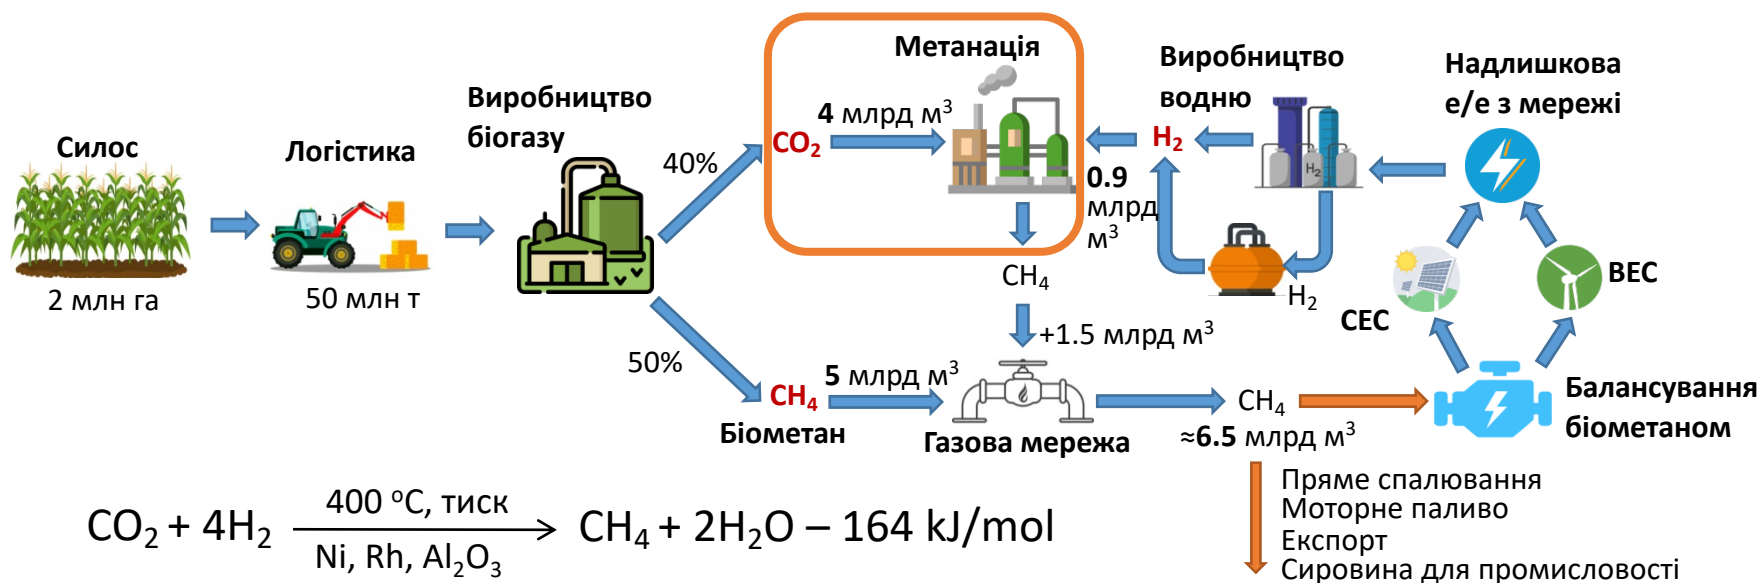 Силос
2 млн га
Логістика
50 млн т
Виробництво
біогазу
40%
50%
Метанація
CO₂
4 млрд м³
0.9
млрд
м³
Виробництво
водню
H₂
H₂
H₂
Надлишкова
е/е з мережі
СЕС
ВЕС
CH₄
+1.5 млрд м³
CH₄
Біометан
5 млрд м³
Газова мережа
CH₄
≈6.5 млрд м³
Балансування
біометаном
Пряме спалювання
Моторне паливо
Експорт
Сировина для промисловості
400 °C, тиск
CO₂ + 4H₂ → CH₄ + 2H₂O – 164 kJ/mol
Ni, Rh, Al₂O₃